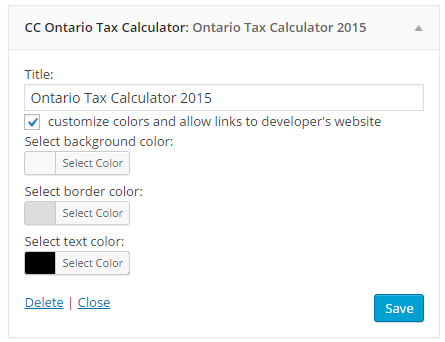 CC Ontario Tax Calculator: Ontario Tax Calculator 2015
Title:
Ontario Tax Calculator 2015
customize colors and allow links to developer's website
Select background color:
Select Color
Select border color:
Select Color
Select text color:
Select Color
Delete | Close
Save